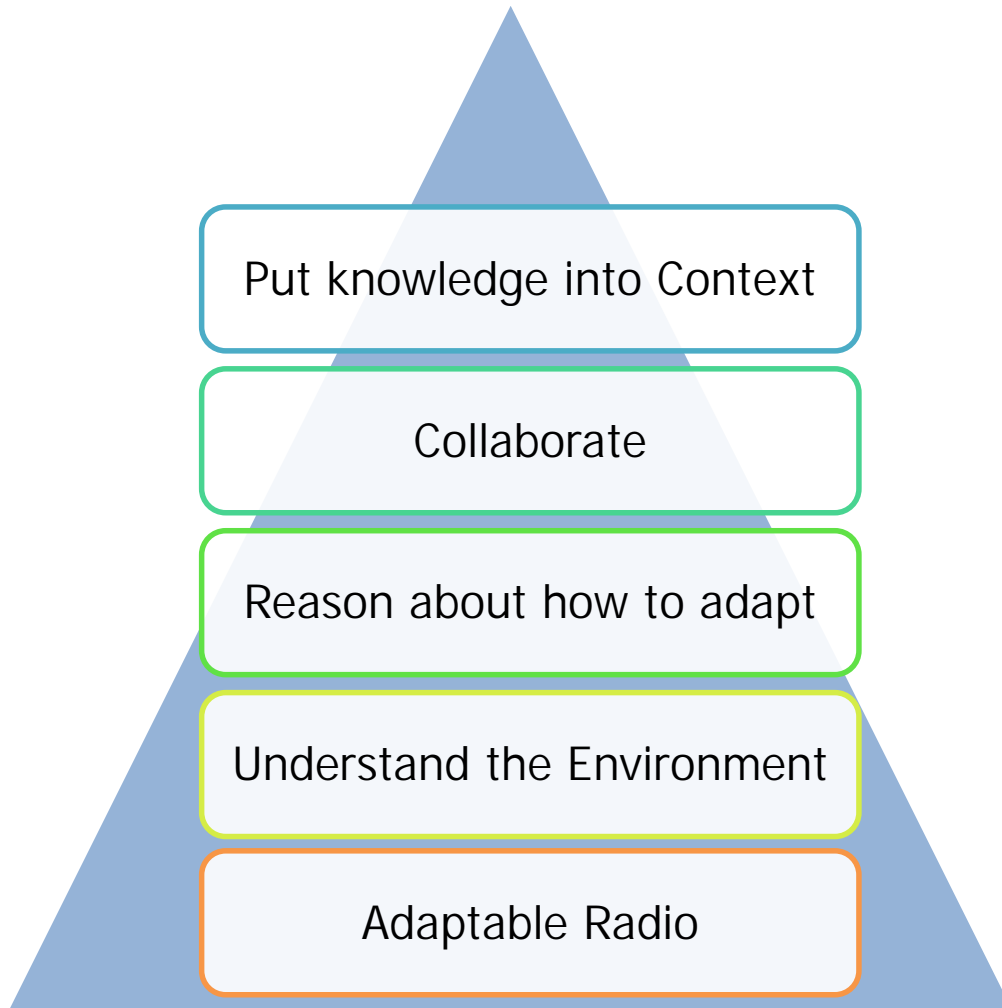 Put knowledge into Context
Collaborate
Reason about how to adapt
Understand the Environment
Adaptable Radio